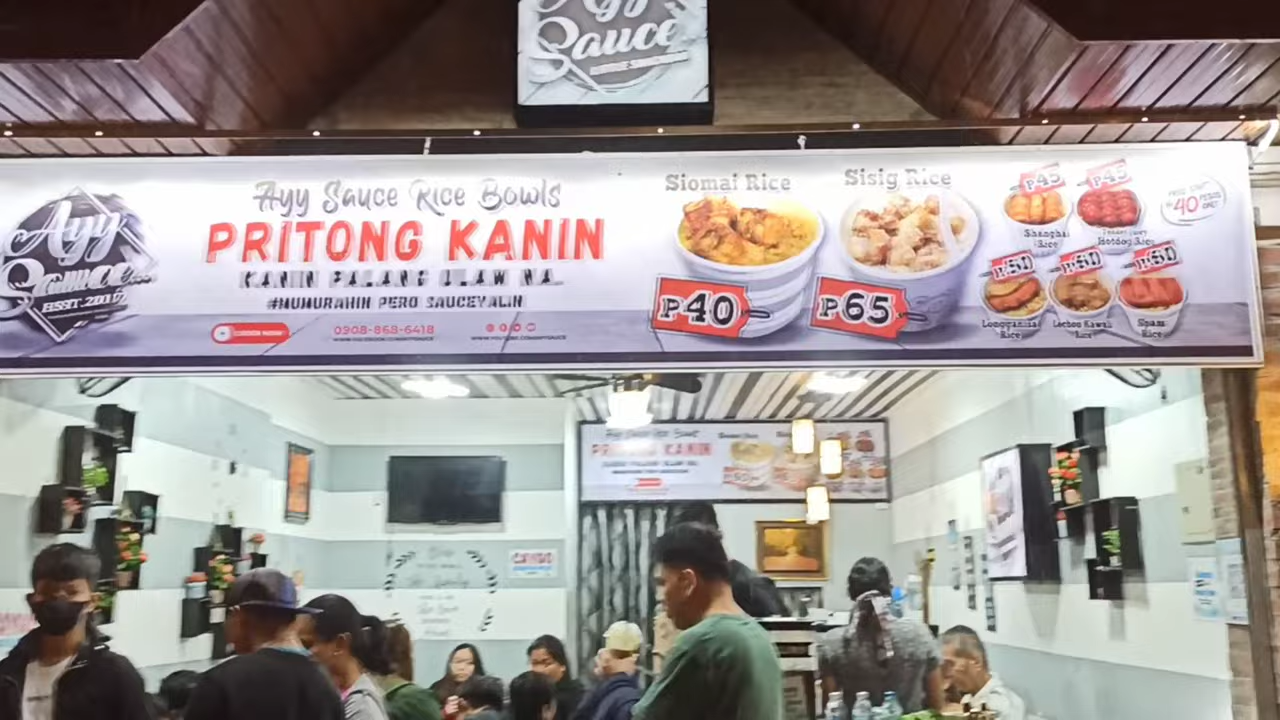 Ayy
Sauce
Ayy
Sauce
ESST.2017
Ayy Sauce Rice Bowls
PRITONG KANIN
KANIN PALANG ULAM NA
#MUMURAHIN PERO SAUCEYALIN
0908-868-6418
Siomai Rice
₱40
Sisig Rice
₱65
₱45
Shanghai
Rice
₱45
Hotdog Rice
₱40
₱50
Longganisa
Rice
₱50
Lechon Kawali
Rice
₱50
Spam
Rice
PRITONG KANIN